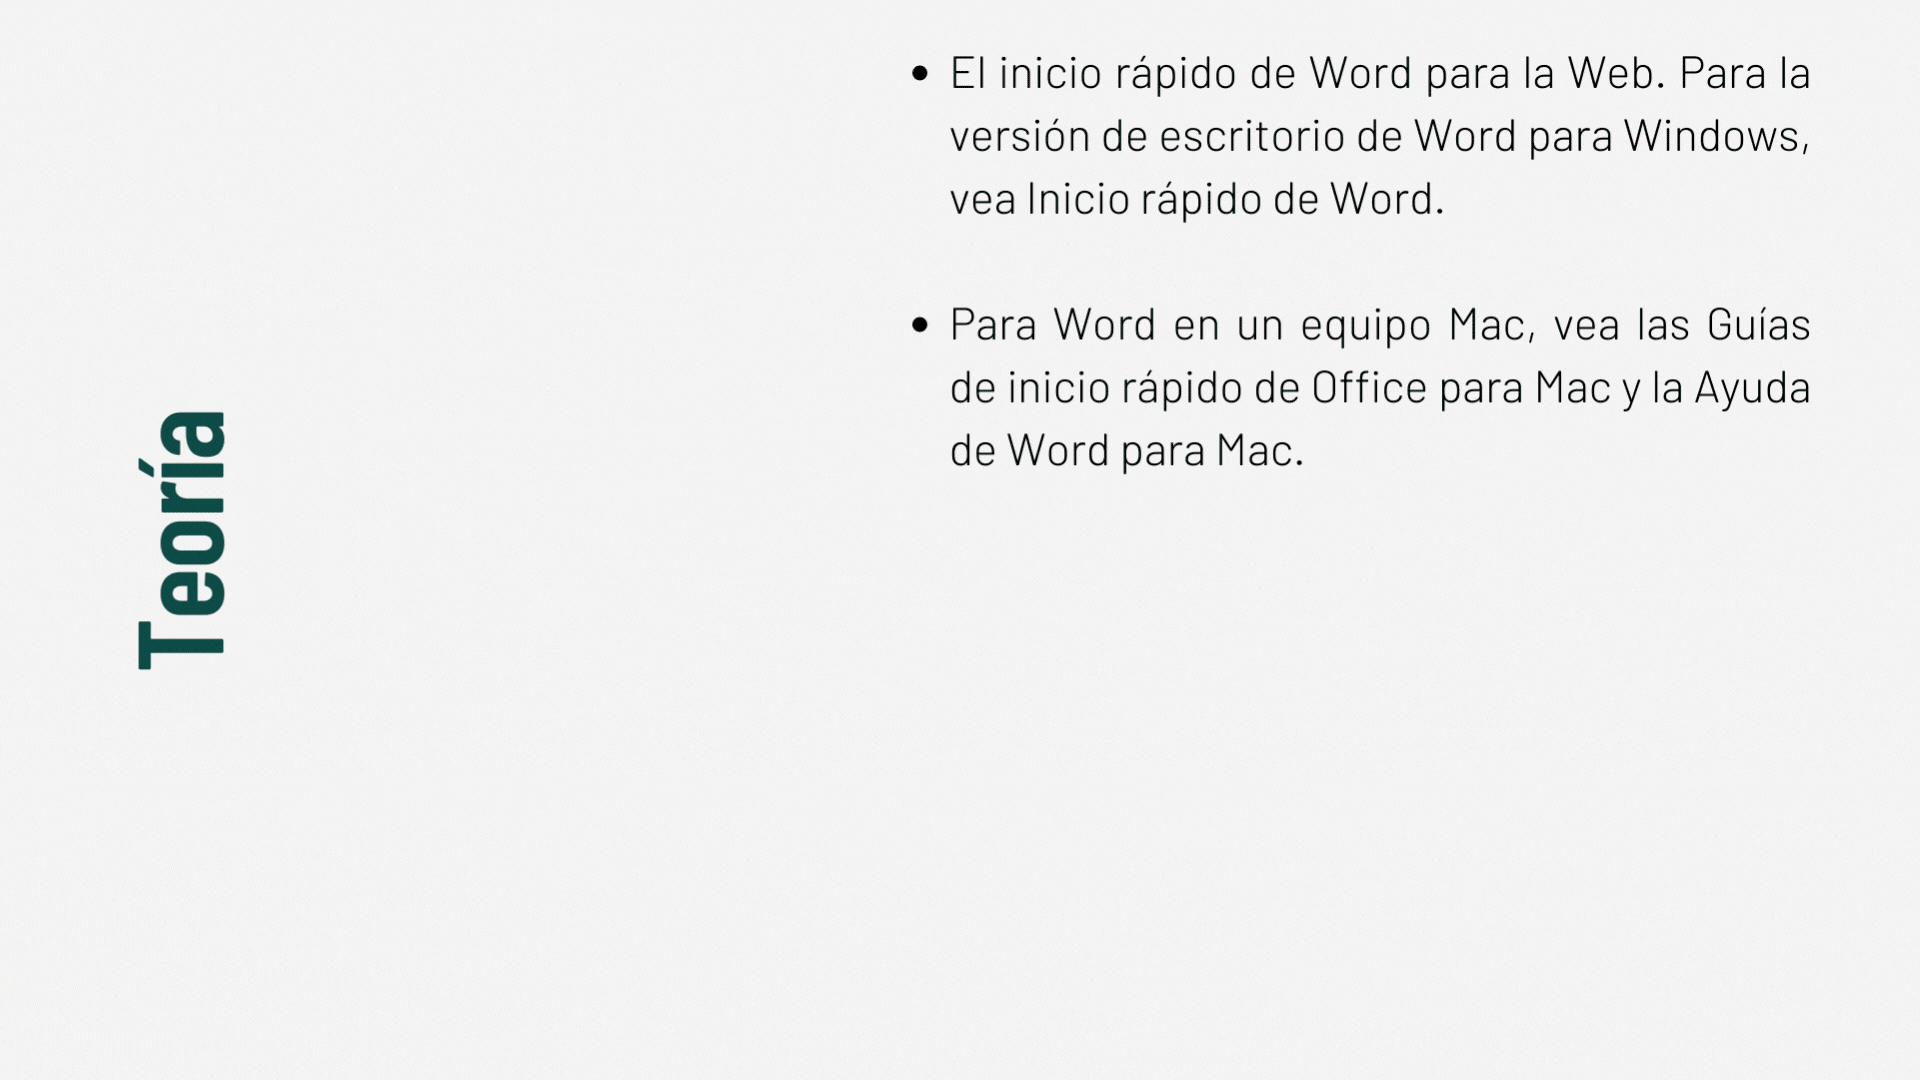 Teoría
• El inicio rápido de Word para la Web. Para la
versión de escritorio de Word para Windows,
vea Inicio rápido de Word.
• Para Word en un equipo Mac, vea las Guías
de inicio rápido de Office para Mac y la Ayuda
de Word para Mac.